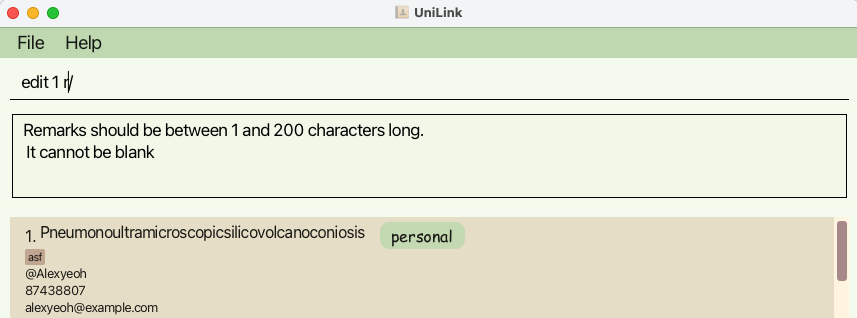 UniLink
File Help
edit 1 r/
Remarks should be between 1 and 200 characters long.
It cannot be blank
1. Pneumonoultramicroscopicsilicovolcanoconiosis personal
asf
@Alexyeoh
87438807
alexyeoh@example.com